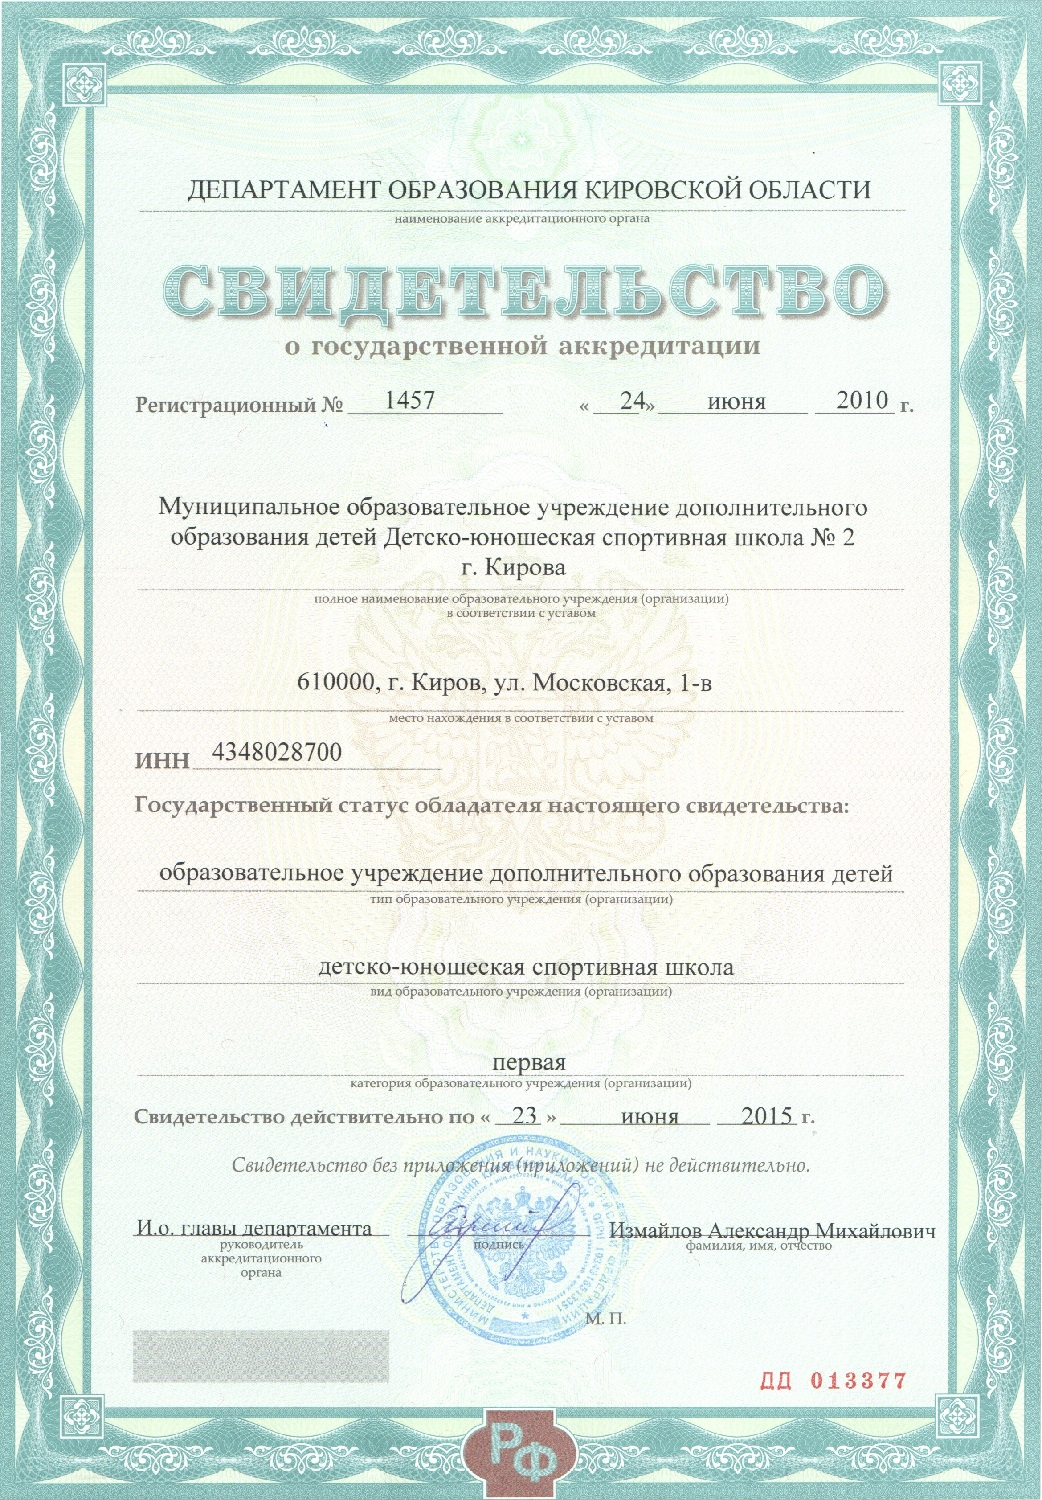 ДЕПАРТАМЕНТ ОБРАЗОВАНИЯ КИРОВСКОЙ ОБЛАСТИ
наименование аккредитационного органа
СВИДЕТЕЛЬСТВО
о государственной аккредитации
Регистрационный № 1457 « 24 » июня 2010 г.
Муниципальное образовательное учреждение дополнительного
образования детей Детско-юношеская спортивная школа № 2
г. Кирова
полное наименование образовательного учреждения (организации)
в соответствии с уставом
610000, г. Киров, ул. Московская, 1-в
место нахождения в соответствии с уставом
ИНН 4348028700
Государственный статус обладателя настоящего свидетельства:
образовательное учреждение дополнительного образования детей
тип образовательного учреждения (организации)
детско-юношеская спортивная школа
вид образовательного учреждения (организации)
первая
категория образовательного учреждения (организации)
Свидетельство действительно по « 23 » июня 2015 г.
Свидетельство без приложения (приложений) не действительно.
И.о. главы департамента Измайлов Александр Михайлович
руководитель подпись фамилия, имя, отчество
аккредитационного
органа
М. П.
ДД 013377
РФ